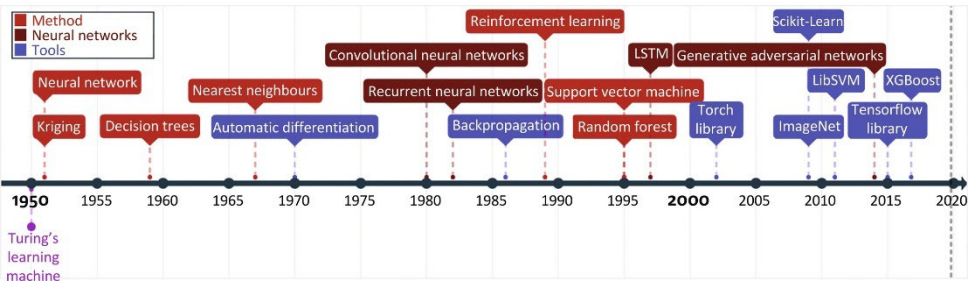 Method
Neural networks
Tools
Reinforcement learning
Scikit-Learn
Convolutional neural networks
LSTM
Generative adversarial networks
Neural network
Nearest neighbours
Recurrent neural networks
Support vector machine
LibSVM
XGBoost
Kriging
Decision trees
Automatic differentiation
Backpropagation
Random forest
Torch
library
ImageNet
Tensorflow
library
1950 1955 1960 1965 1970 1975 1980 1985 1990 1995 2000 2005 2010 2015 2020
Turing's
learning
machine